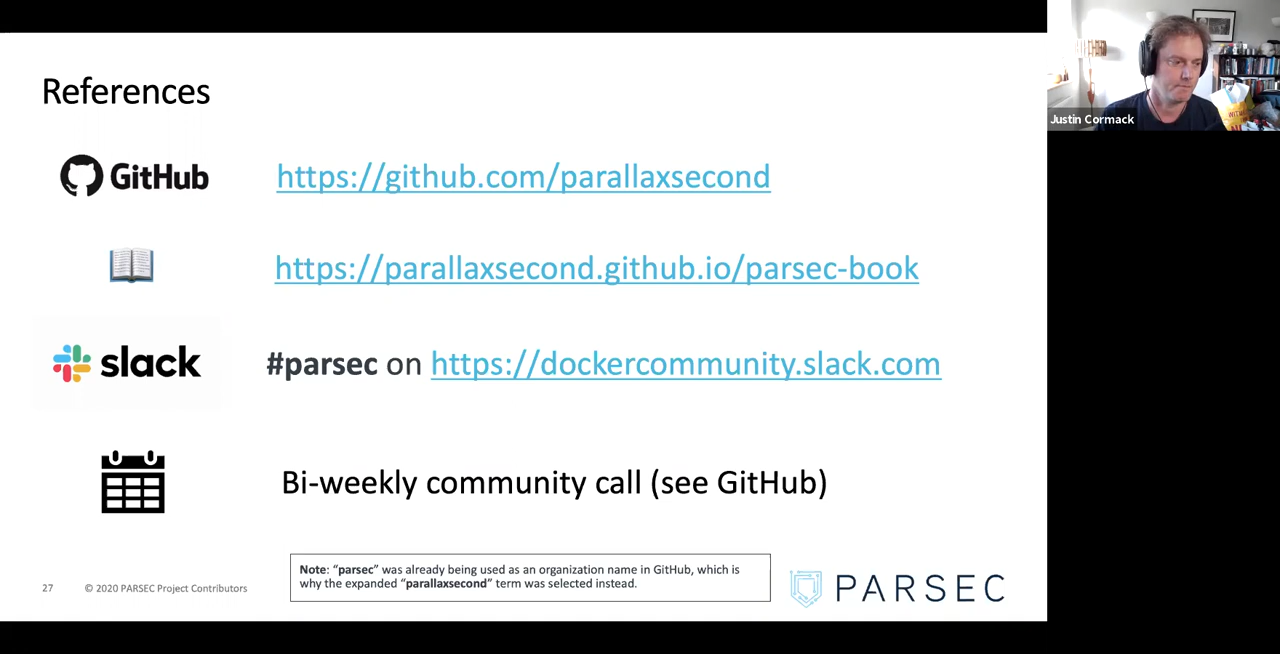 References
GitHub
https://github.com/parallaxsecond
https://parallaxsecond.github.io/parsec-book
slack
#parsec on https://dockercommunity.slack.com
Bi-weekly community call (see GitHub)
Note: “parsec” was already being used as an organization name in GitHub, which is
why the expanded “parallaxsecond” term was selected instead.
27 © 2020 PARSEC Project Contributors
PARSEC
Justin Cormack